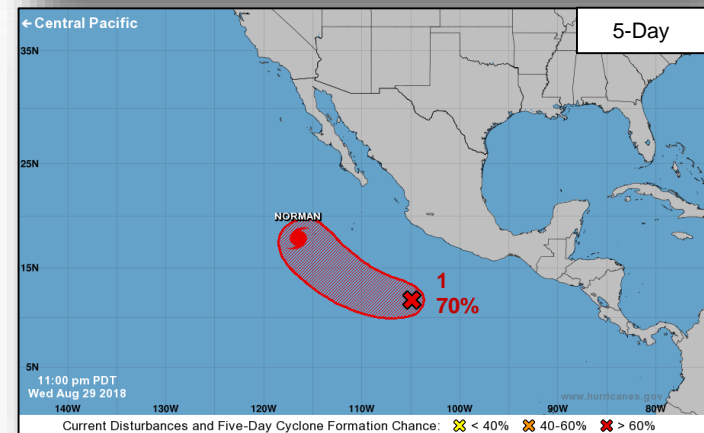 ← Central Pacific
5-Day
35N
25N
NORMAN
15N
1
70%
5N
11:00 pm PDT
Wed Aug 29 2018
www.hurricanes.gov
140W 130W 120W 110W 100W 90W 80W
Current Disturbances and Five-Day Cyclone Formation Chance: < 40% 40-60% > 60%